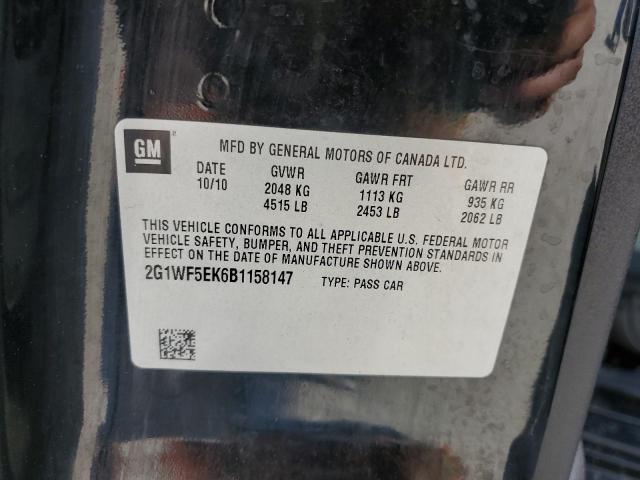 GM
MFD BY GENERAL MOTORS OF CANADA LTD.
DATE GVWR GAWR FRT GAWR RR
10/10 2048 KG 1113 KG 935 KG
4515 LB 2453 LB 2062 LB
THIS VEHICLE CONFORMS TO ALL APPLICABLE U.S. FEDERAL MOTOR
VEHICLE SAFETY, BUMPER, AND THEFT PREVENTION STANDARDS IN
EFFECT ON THE DATE OF MANUFACTURE SHOWN ABOVE.
2G1WF5EK6B1158147 TYPE: PASS CAR